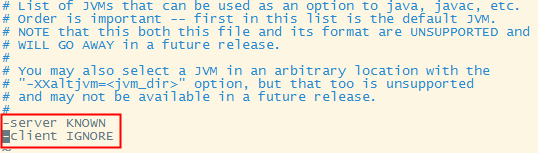 # List of JVMs that can be used as an option to java, javac, etc.
# Order is important -- first in this list is the default JVM.
# NOTE that this both this file and its format are UNSUPPORTED and
# WILL GO AWAY in a future release.
#
# You may also select a JVM in an arbitrary location with the
# "-XXaltjvm=<jvm_dir>" option, but that too is unsupported
# and may not be available in a future release.
#
-server KNOWN
-client IGNORE
~